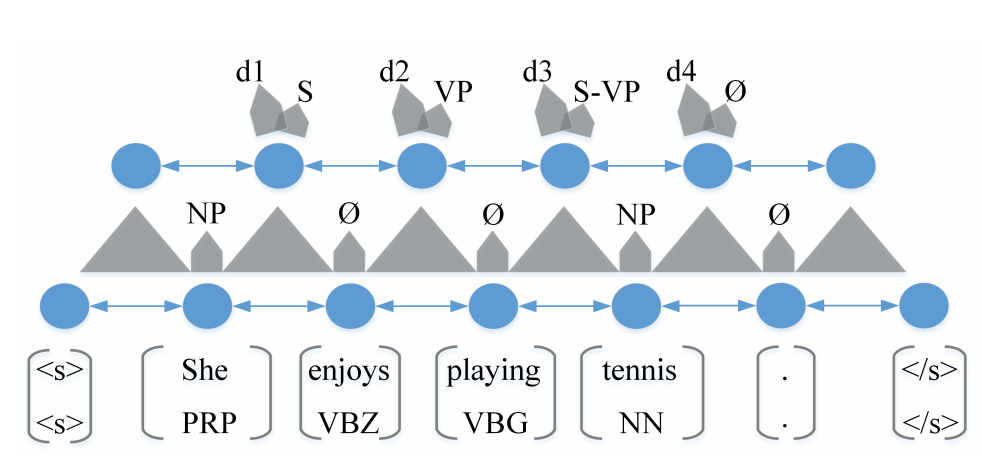 d1 d2 d3 d4
S VP S-VP Ø
NP Ø Ø NP Ø
<s> She enjoys playing tennis . </s>
<s> PRP VBZ VBG NN . </s>